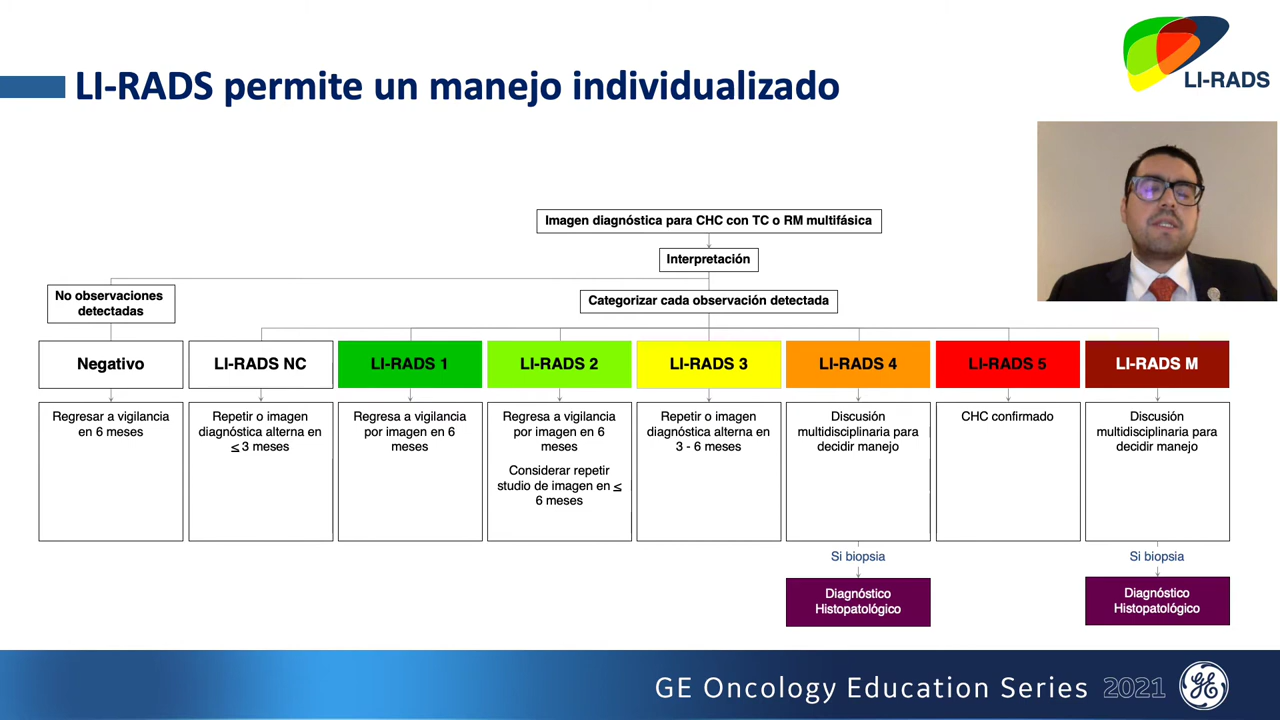 LI-RADS permite un manejo individualizado
LI-RADS
Imagen diagnóstica para CHC con TC o RM multifásica
Interpretación
No observaciones
detectadas
Categorizar cada observación detectada
Negativo
LI-RADS NC
LI-RADS 1
LI-RADS 2
LI-RADS 3
LI-RADS 4
LI-RADS 5
LI-RADS M
Regresar a vigilancia
en 6 meses
Repetir o imagen
diagnóstica alterna en
≤ 3 meses
Regresa a vigilancia
por imagen en 6
meses
Regresa a vigilancia
por imagen en 6
meses
Considerar repetir
studio de imagen en ≤
6 meses
Repetir o imagen
diagnóstica alterna en
3 - 6 meses
Discusión
multidisciplinaria para
decidir manejo
CHC confirmado
Discusión
multidisciplinaria para
decidir manejo
Si biopsia
Si biopsia
Diagnóstico
Histopatológico
Diagnóstico
Histopatológico
GE Oncology Education Series 2021